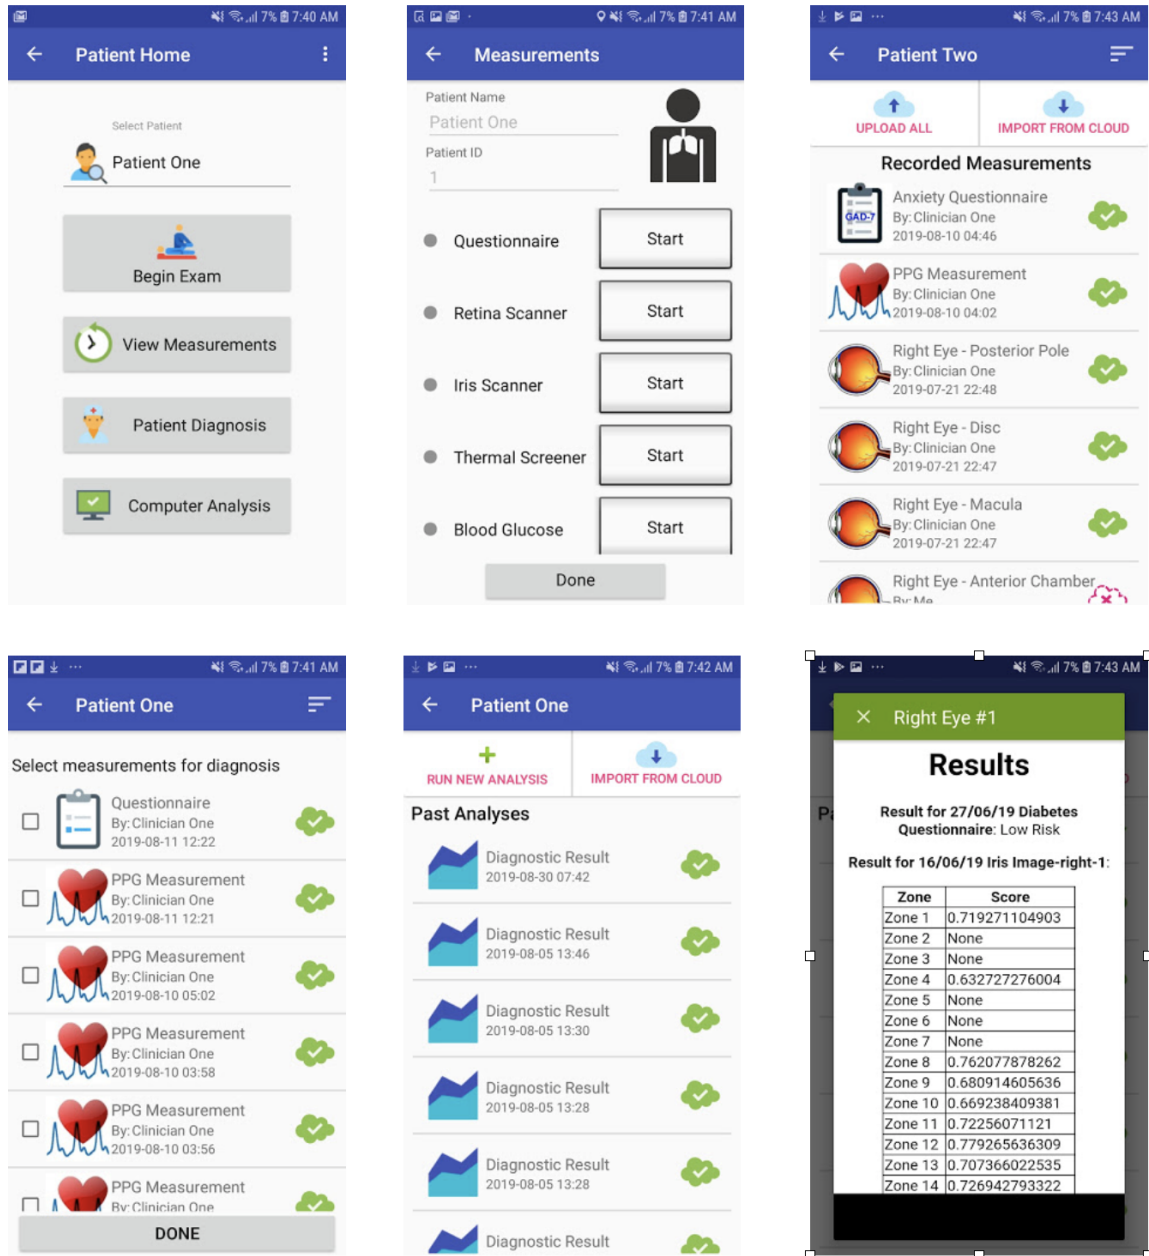 7% 7:40 AM
Patient Home
Select Patient
Patient One
Begin Exam
View Measurements
Patient Diagnosis
Computer Analysis
7% 7:41 AM
Measurements
Patient Name
Patient One
Patient ID
1
Questionnaire Start
Retina Scanner Start
Iris Scanner Start
Thermal Screener Start
Blood Glucose Start
Done
7% 7:43 AM
Patient Two
UPLOAD ALL IMPORT FROM CLOUD
Recorded Measurements
GAD-7
Anxiety Questionnaire
By: Clinician One
2019-08-10 04:46
PPG Measurement
By: Clinician One
2019-08-10 04:02
Right Eye - Posterior Pole
By: Clinician One
2019-07-21 22:48
Right Eye - Disc
By: Clinician One
2019-07-21 22:47
Right Eye - Macula
By: Clinician One
2019-07-21 22:47
Right Eye - Anterior Chamber
By: Me
7% 7:41 AM
Patient One
Select measurements for diagnosis
Questionnaire
By: Clinician One
2019-08-11 12:22
PPG Measurement
By: Clinician One
2019-08-11 12:21
PPG Measurement
By: Clinician One
2019-08-10 05:02
PPG Measurement
By: Clinician One
2019-08-10 03:58
PPG Measurement
By: Clinician One
2019-08-10 03:56
PPG Measurement
By: Clinician One
DONE
7% 7:42 AM
Patient One
RUN NEW ANALYSIS IMPORT FROM CLOUD
Past Analyses
Diagnostic Result
2019-08-30 07:42
Diagnostic Result
2019-08-05 13:46
Diagnostic Result
2019-08-05 13:30
Diagnostic Result
2019-08-05 13:28
Diagnostic Result
2019-08-05 13:28
Diagnostic Result
7% 7:43 AM
Right Eye #1
Results
Result for 27/06/19 Diabetes
Questionnaire: Low Risk
Result for 16/06/19 Iris Image-right-1:
Zone Score
Zone 1 0.719271104903
Zone 2 None
Zone 3 None
Zone 4 0.632727276004
Zone 5 None
Zone 6 None
Zone 7 None
Zone 8 0.762077878262
Zone 9 0.680914605636
Zone 10 0.669238409381
Zone 11 0.72256071121
Zone 12 0.779265636309
Zone 13 0.707366022535
Zone 14 0.726942793322